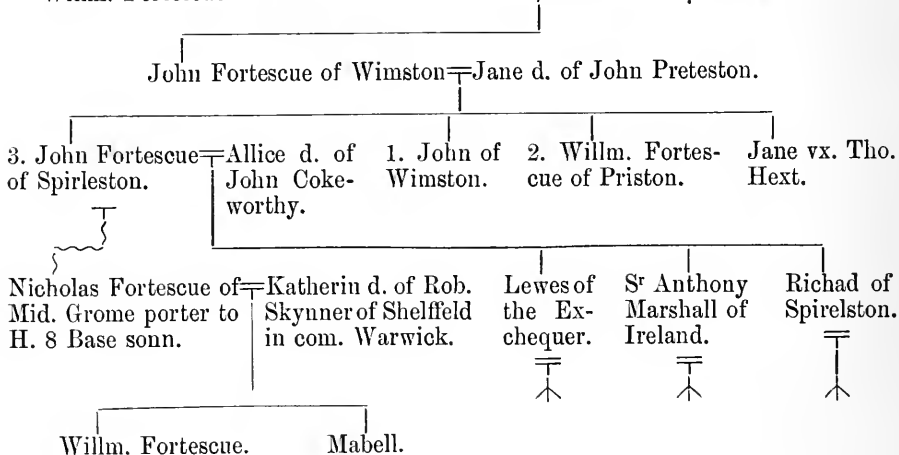 John Fortescue of Wimston Jane d. of John Preteston.
3. John Fortescue
of Spirleston.
Allice d. of
John Coke-
worthy.
1. John of
Wimston.
2. Willm. Fortes-
cue of Priston.
Jane vx. Tho.
Hext.
Nicholas Fortescue of
Mid. Grome porter to
H. 8 Base sonn.
Katherin d. of Rob.
Skynner of Shelffeld
in com. Warwick.
Lewes of
the Ex-
chequer.
Sr Anthony
Marshall of
Ireland.
Richad of
Spirelston.
Willm. Fortescue.
Mabell.